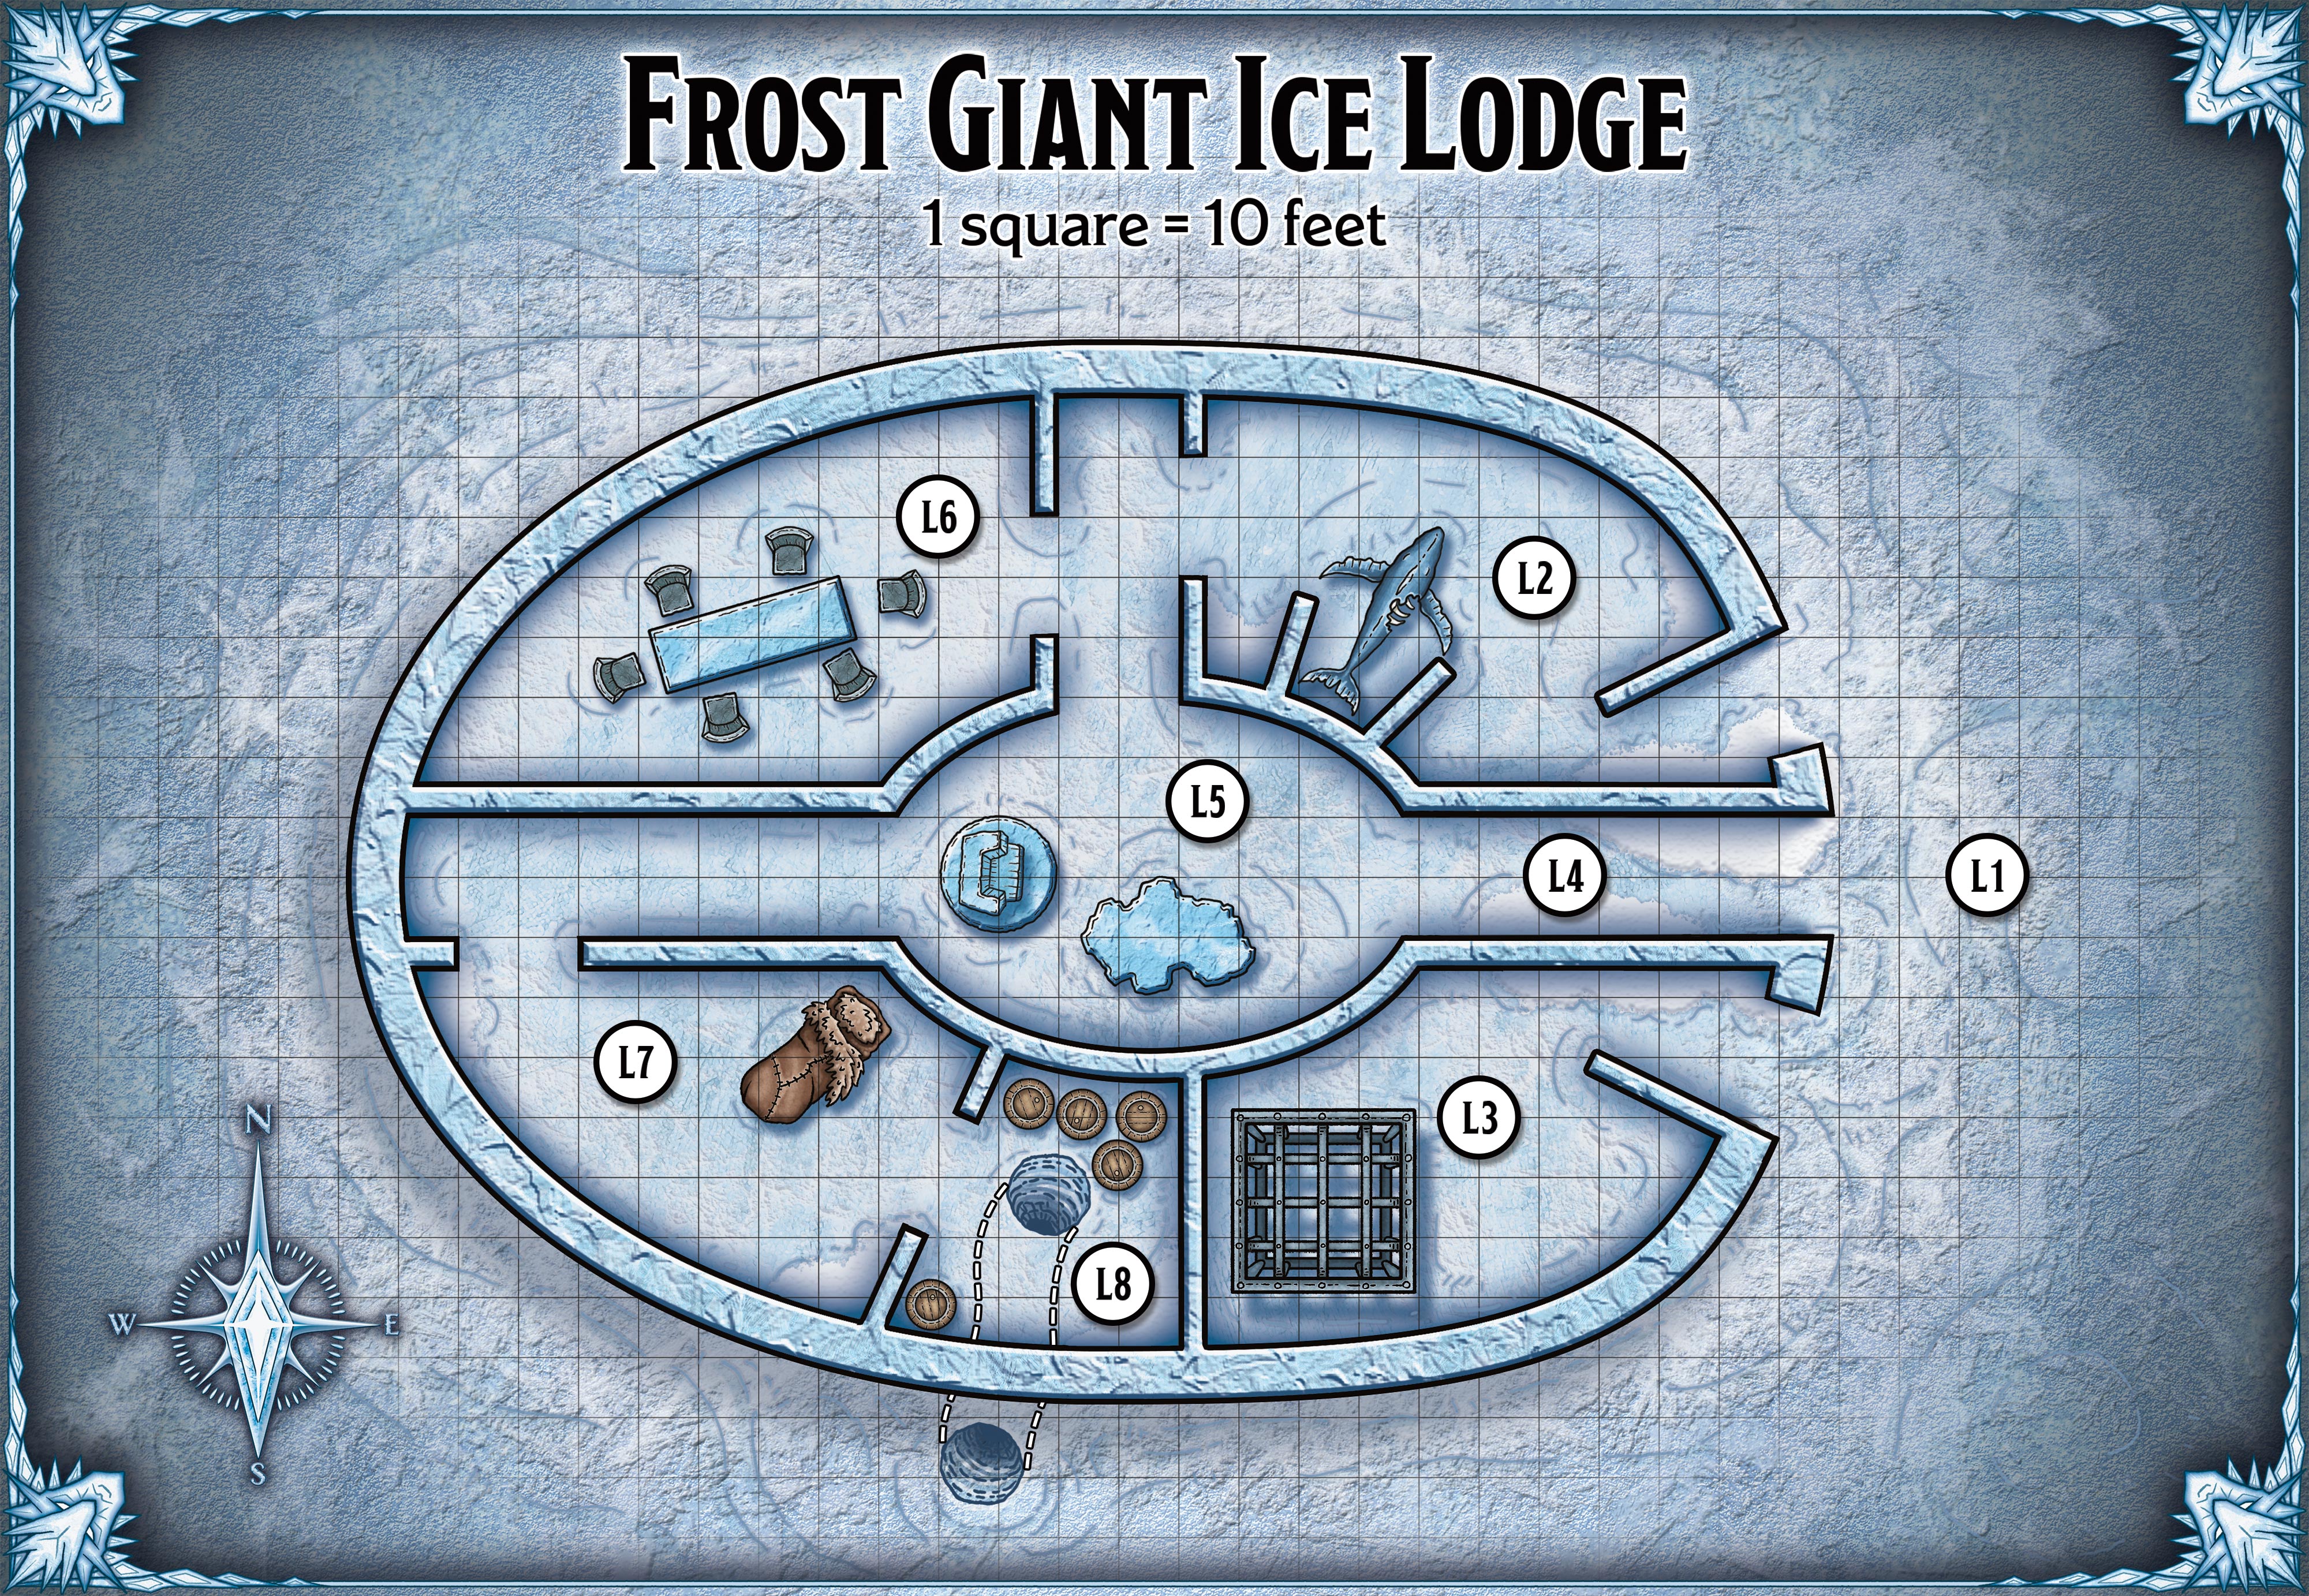 FROST GIANT ICE LODGE
1 square = 10 feet
L6
L2
L5
L4
L1
L7
L3
L8
N
W
E
S